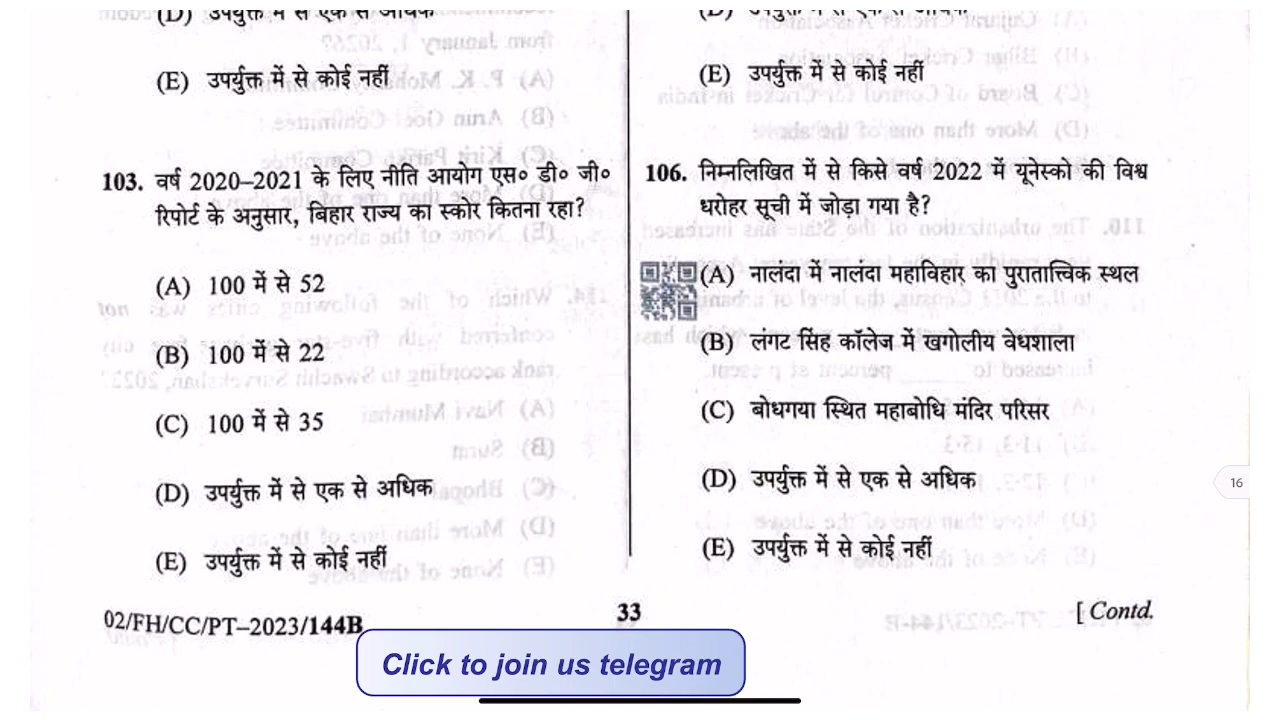 (D) उपर्युक्त में से एक से अधिक
(E) उपर्युक्त में से कोई नहीं
103. वर्ष 2020–2021 के लिए नीति आयोग एस० डी० जी०
रिपोर्ट के अनुसार, बिहार राज्य का स्कोर कितना रहा?
(A) 100 में से 52
(B) 100 में से 22
(C) 100 में से 35
(D) उपर्युक्त में से एक से अधिक
(E) उपर्युक्त में से कोई नहीं
(D) उपर्युक्त में से एक से अधिक
(E) उपर्युक्त में से कोई नहीं
106. निम्नलिखित में से किसे वर्ष 2022 में यूनेस्को की विश्व
धरोहर सूची में जोड़ा गया है?
(A) नालंदा में नालंदा महाविहार का पुरातात्त्विक स्थल
(B) लंगट सिंह कॉलेज में खगोलीय वेधशाला
(C) बोधगया स्थित महाबोधि मंदिर परिसर
(D) उपर्युक्त में से एक से अधिक
(E) उपर्युक्त में से कोई नहीं
02/FH/CC/PT–2023/144B
33
[ Contd.
Click to join us telegram
16